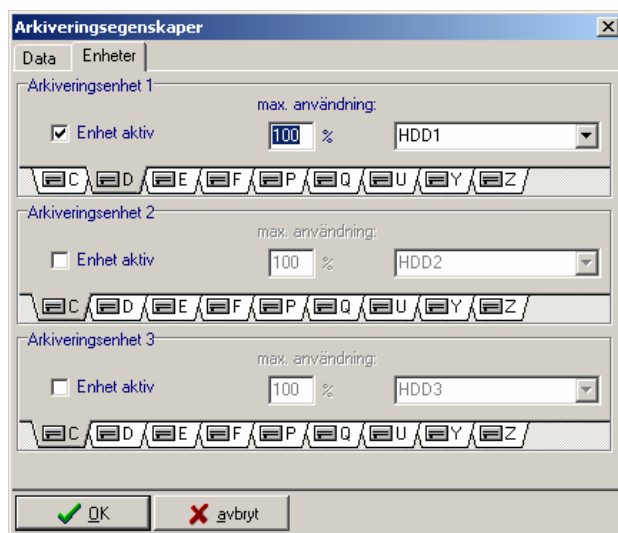 Arkiveringsegenskaper
Data Enheter
Arkiveringsenhet 1
max. användning:
Enhet aktiv 100 % HDD1
C D E F P Q U Y Z
Arkiveringsenhet 2
max. användning:
Enhet aktiv 100 % HDD2
C D E F P Q U Y Z
Arkiveringsenhet 3
max. användning:
Enhet aktiv 100 % HDD3
C D E F P Q U Y Z
OK avbryt